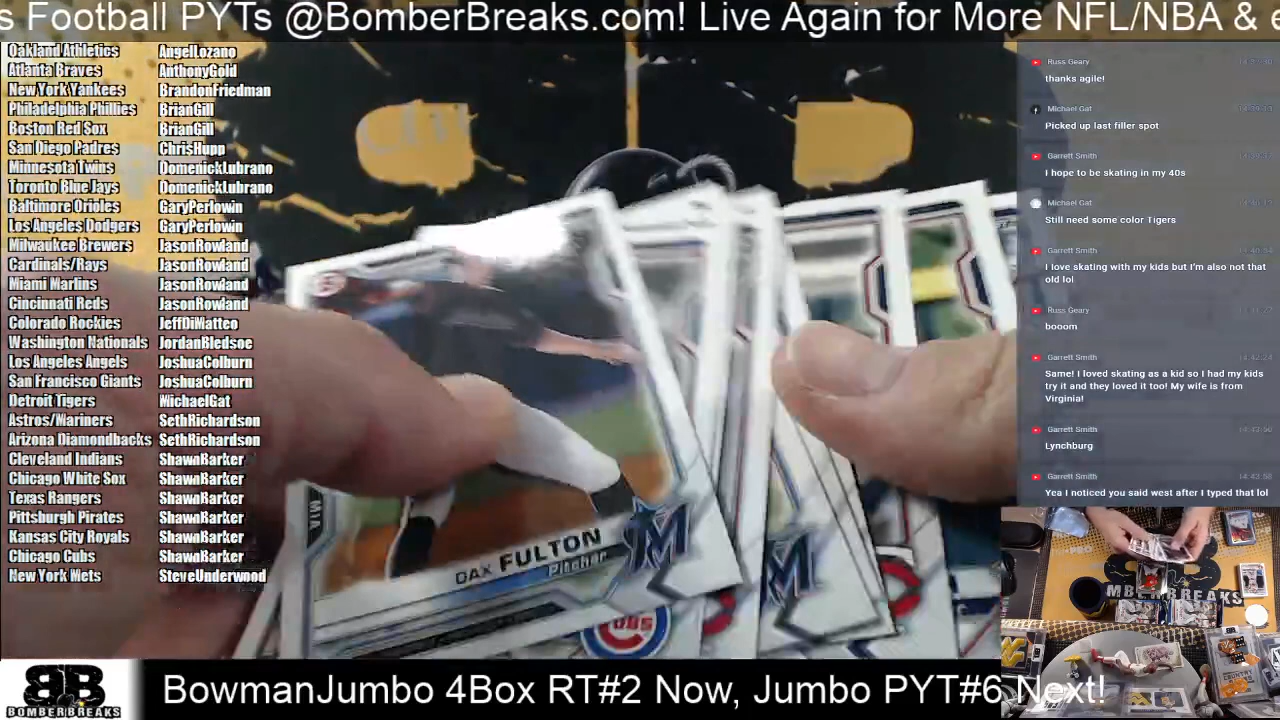 s Football PYTs @BomberBreaks.com! Live Again for More NFL/NBA & e
Oakland Athletics AngelLozano
Atlanta Braves AnthonyGold
New York Yankees BrandonFriedman
Philadelphia Phillies BrianGill
Boston Red Sox BrianGill
San Diego Padres ChrisHupp
Minnesota Twins DomenickLubrano
Toronto Blue Jays DomenickLubrano
Baltimore Orioles GaryPerlowin
Los Angeles Dodgers GaryPerlowin
Milwaukee Brewers JasonRowland
Cardinals/Rays JasonRowland
Miami Marlins JasonRowland
Cincinnati Reds JasonRowland
Colorado Rockies JeffDiMatteo
Washington Nationals JordanBledsoe
Los Angeles Angels JoshuaColburn
San Francisco Giants JoshuaColburn
Detroit Tigers MichaelGat
Astros/Mariners SethRichardson
Arizona Diamondhacks SethRichardson
Cleveland Indians ShawnBarker
Chicago White Sox ShawnBarker
Texas Rangers ShawnBarker
Pittsburgh Pirates ShawnBarker
Kansas City Royals ShawnBarker
Chicago Cubs ShawnBarker
New York Mets SteveUnderwood
MIA
DAX FULTON
Pitcher
M
CUBS
Russ Geary
thanks agile!
Michael Gat
Picked up last filler spot
Garrett Smith
I hope to be skating in my 40s
Michael Gat
Still need some color Tigers
Garrett Smith
I love skating with my kids but I'm also not that
old lol
Russ Geary
booom
Garrett Smith
Same! I loved skating as a kid so I had my kids
try it and they loved it too! My wife is from
Virginia!
Garrett Smith
Lynchburg
Garrett Smith
Yea I noticed you said west after I typed that lol
MBERBREAKS
BB
BOMBERBREAKS
BowmanJumbo 4Box RT#2 Now, Jumbo PYT#6 Next!